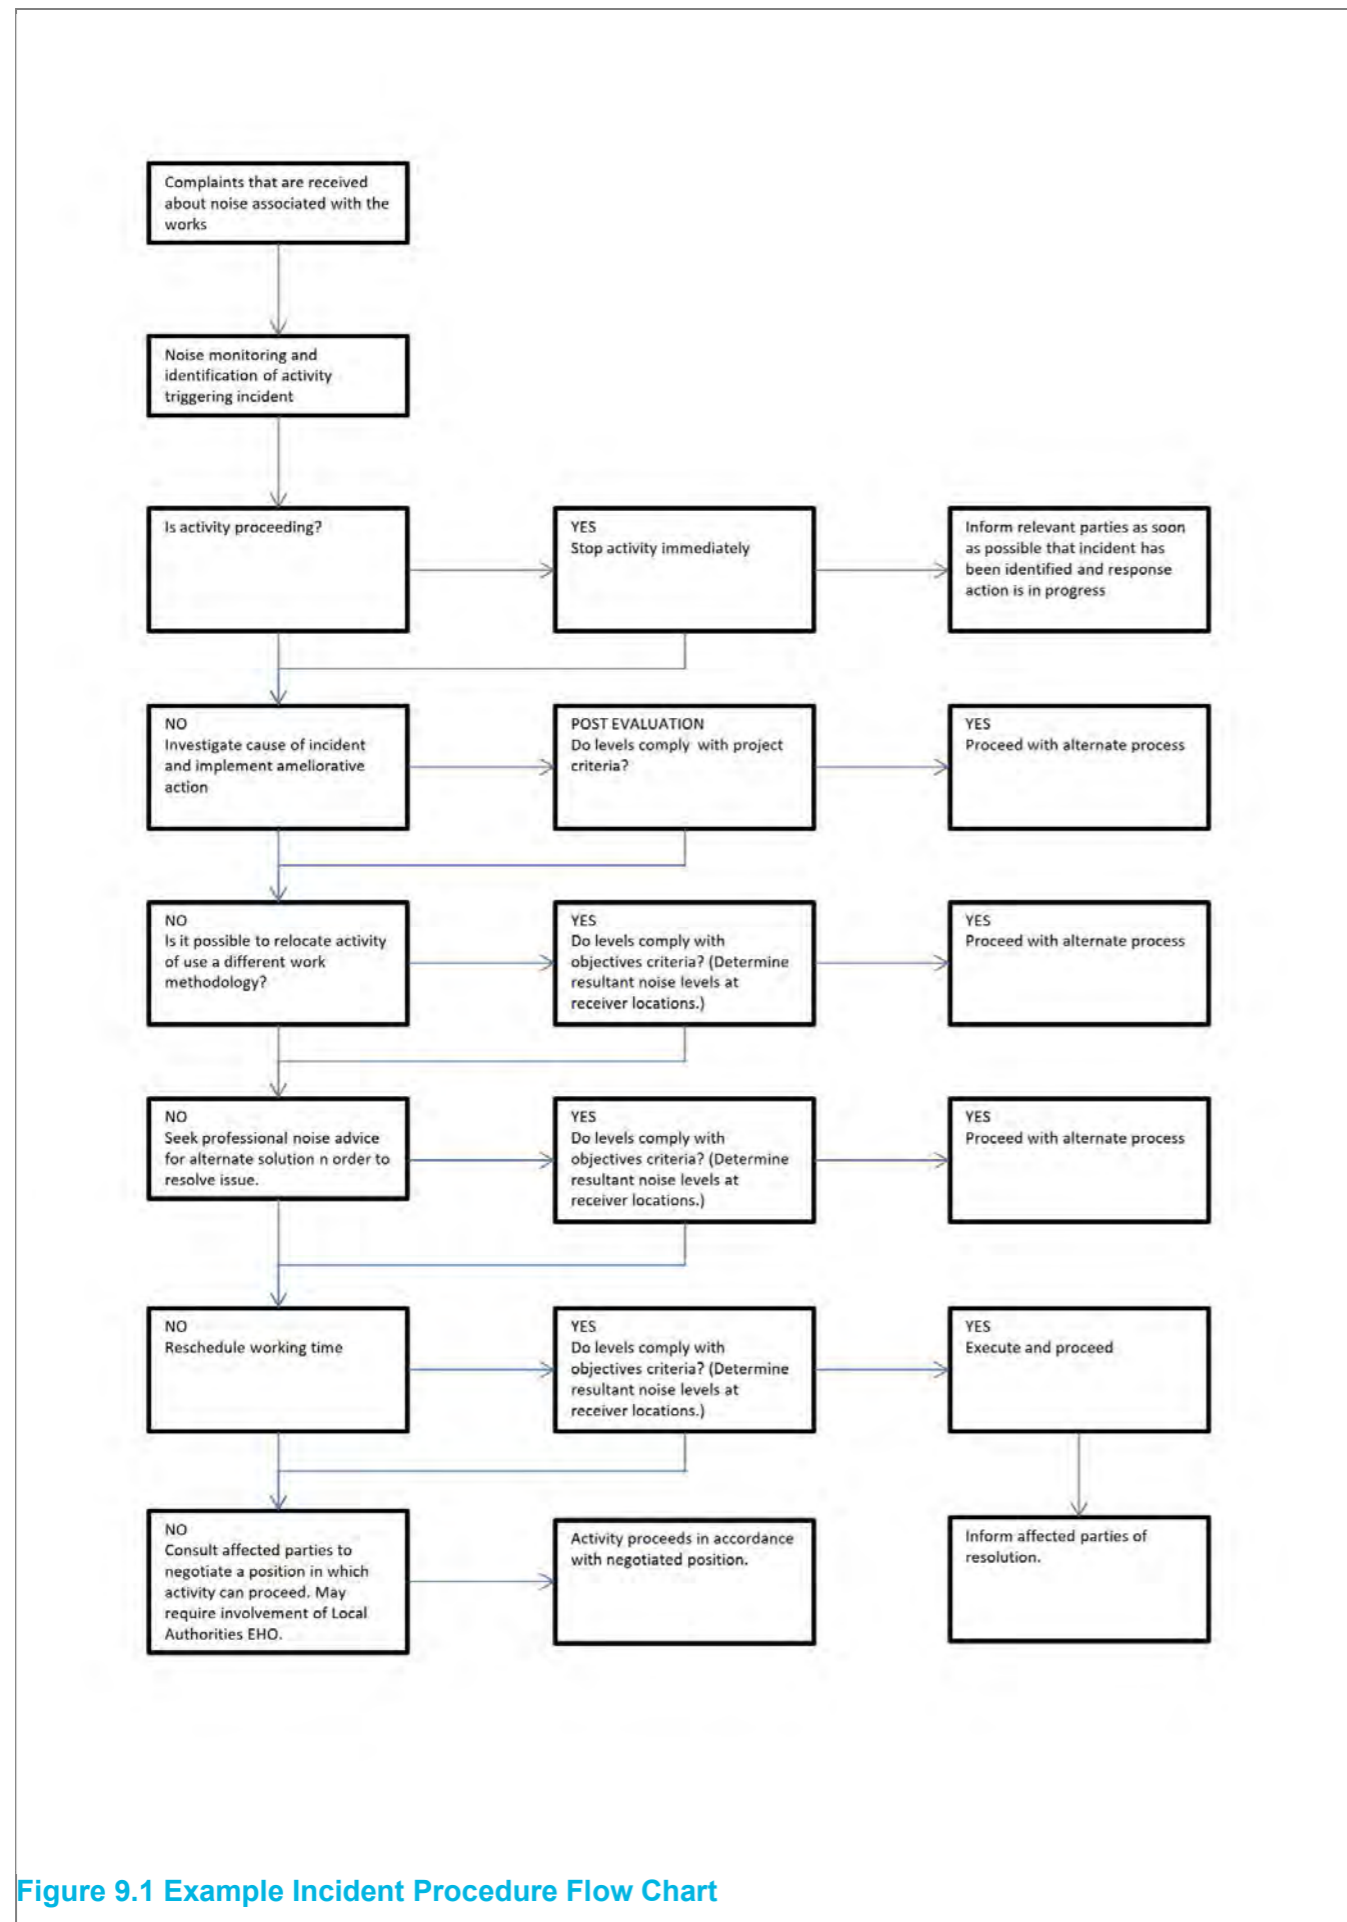 Complaints that are received
about noise associated with the
works
Noise monitoring and
identification of activity
triggering incident
Is activity proceeding?
YES
Stop activity immediately
Inform relevant parties as soon
as possible that incident has
been identified and response
action is in progress
NO
Investigate cause of incident
and implement ameliorative
action
POST EVALUATION
Do levels comply with project
criteria?
YES
Proceed with alternate process
NO
Is it possible to relocate activity
of use a different work
methodology?
YES
Do levels comply with
objectives criteria? (Determine
resultant noise levels at
receiver locations.)
YES
Proceed with alternate process
NO
Seek professional noise advice
for alternate solution n order to
resolve issue.
YES
Do levels comply with
objectives criteria? (Determine
resultant noise levels at
receiver locations.)
YES
Proceed with alternate process
NO
Reschedule working time
YES
Do levels comply with
objectives criteria? (Determine
resultant noise levels at
receiver locations.)
YES
Execute and proceed
NO
Consult affected parties to
negotiate a position in which
activity can proceed. May
require involvement of Local
Authorities EHO.
Activity proceeds in accordance
with negotiated position.
Inform affected parties of
resolution.
Figure 9.1 Example Incident Procedure Flow Chart